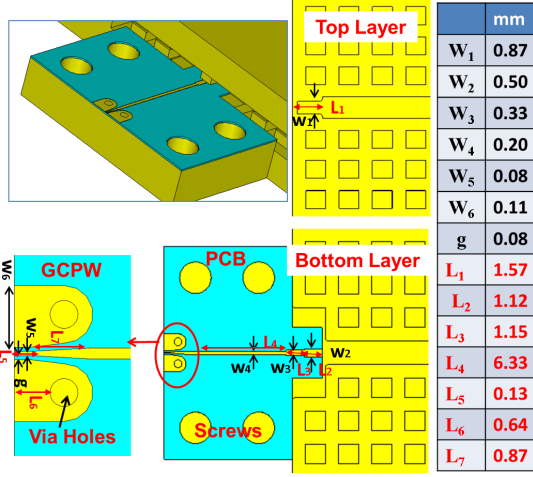 Top Layer
L1
W1
PCB
Bottom Layer
GCPW
W6
W5
L7
L5
g
L6
Via Holes
L4
W4
W3
L3
L2
W2
Screws
mm
W1 0.87
W2 0.50
W3 0.33
W4 0.20
W5 0.08
W6 0.11
g 0.08
L1 1.57
L2 1.12
L3 1.15
L4 6.33
L5 0.13
L6 0.64
L7 0.87